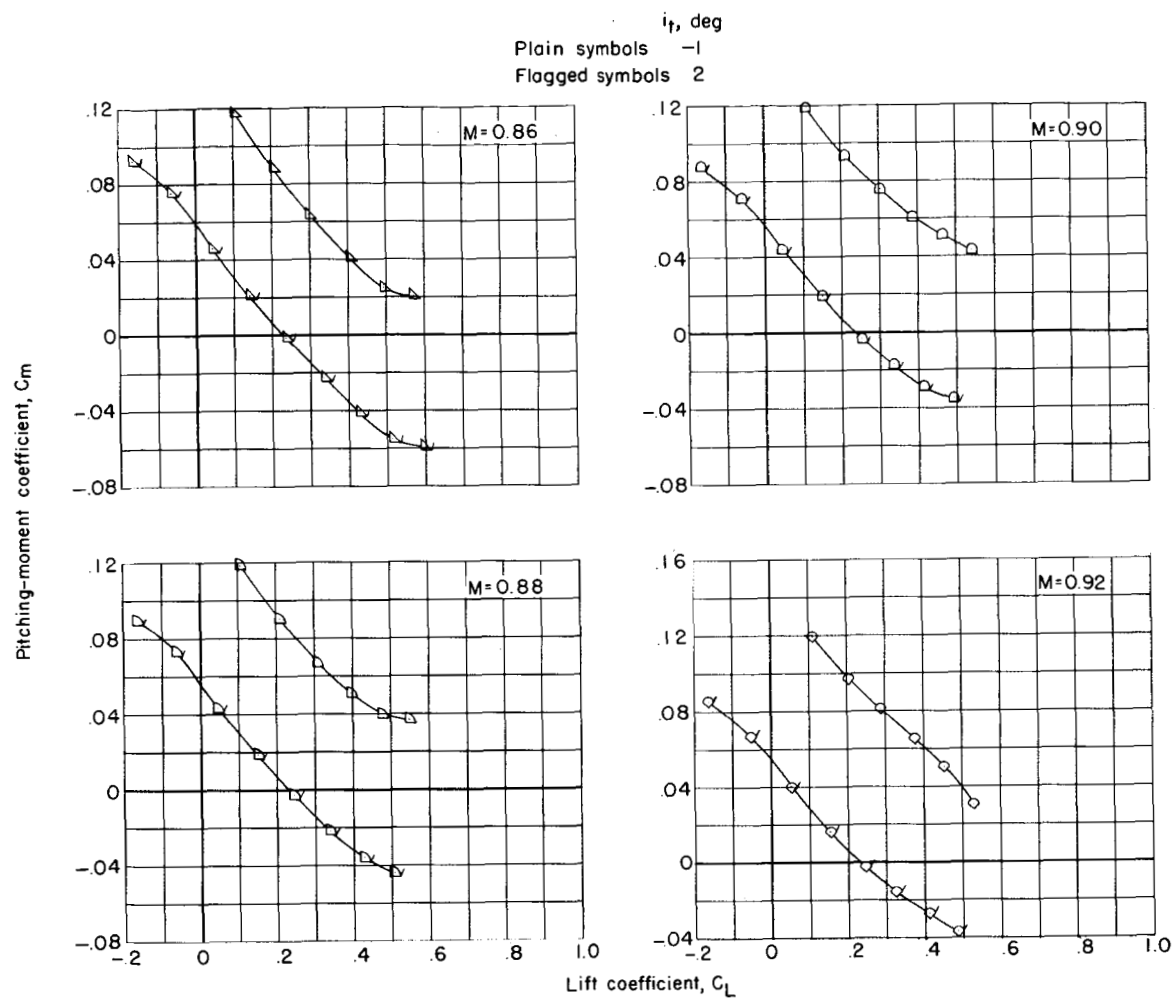 i_t, deg
Plain symbols -1
Flagged symbols 2
.12
.08
.04
0
-.04
-.08
M=0.86
.12
.08
.04
0
-.04
-.08
M=0.90
Pitching-moment coefficient, C_m
.12
.08
.04
0
-.04
-.08
M=0.88
-.2 0 .2 .4 .6 .8 1.0
.16
.12
.08
.04
0
-.04
M=0.92
-.2 0 .2 .4 .6 .8 1.0
Lift coefficient, C_L